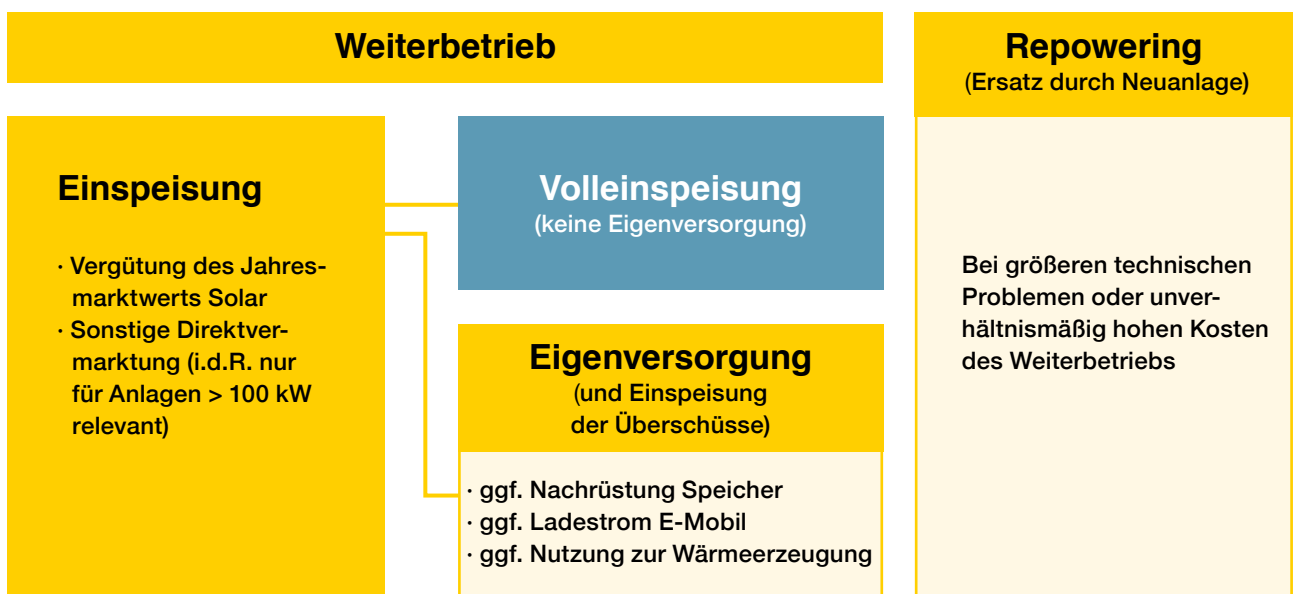 Weiterbetrieb
Einspeisung
· Vergütung des Jahres-
marktwerts Solar
· Sonstige Direktver-
marktung (i.d.R. nur
für Anlagen > 100 kW
relevant)
Volleinspeisung
(keine Eigenversorgung)
Eigenversorgung
(und Einspeisung
der Überschüsse)
· ggf. Nachrüstung Speicher
· ggf. Ladestrom E-Mobil
· ggf. Nutzung zur Wärmeerzeugung
Repowering
(Ersatz durch Neuanlage)
Bei größeren technischen
Problemen oder unver-
hältnismäßig hohen Kosten
des Weiterbetriebs